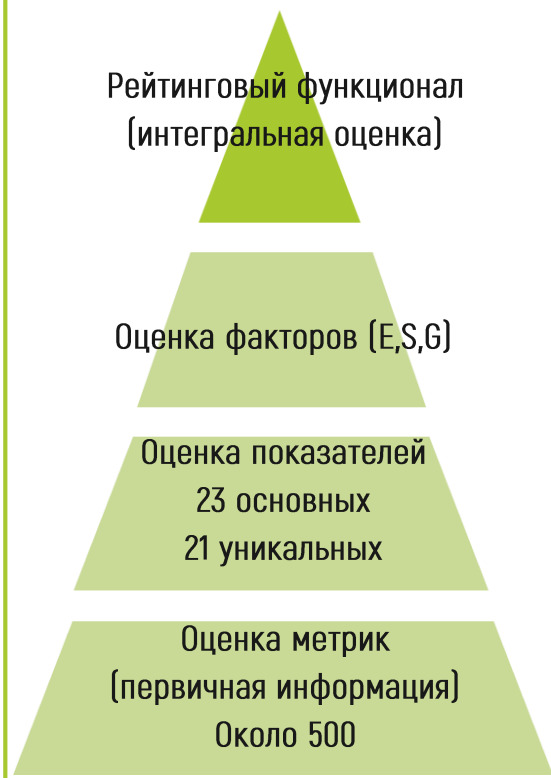 Рейтинговый функционал
(интегральная оценка)
Оценка факторов (E,S,G)
Оценка показателей
23 основных
21 уникальных
Оценка метрик
(первичная информация)
Около 500